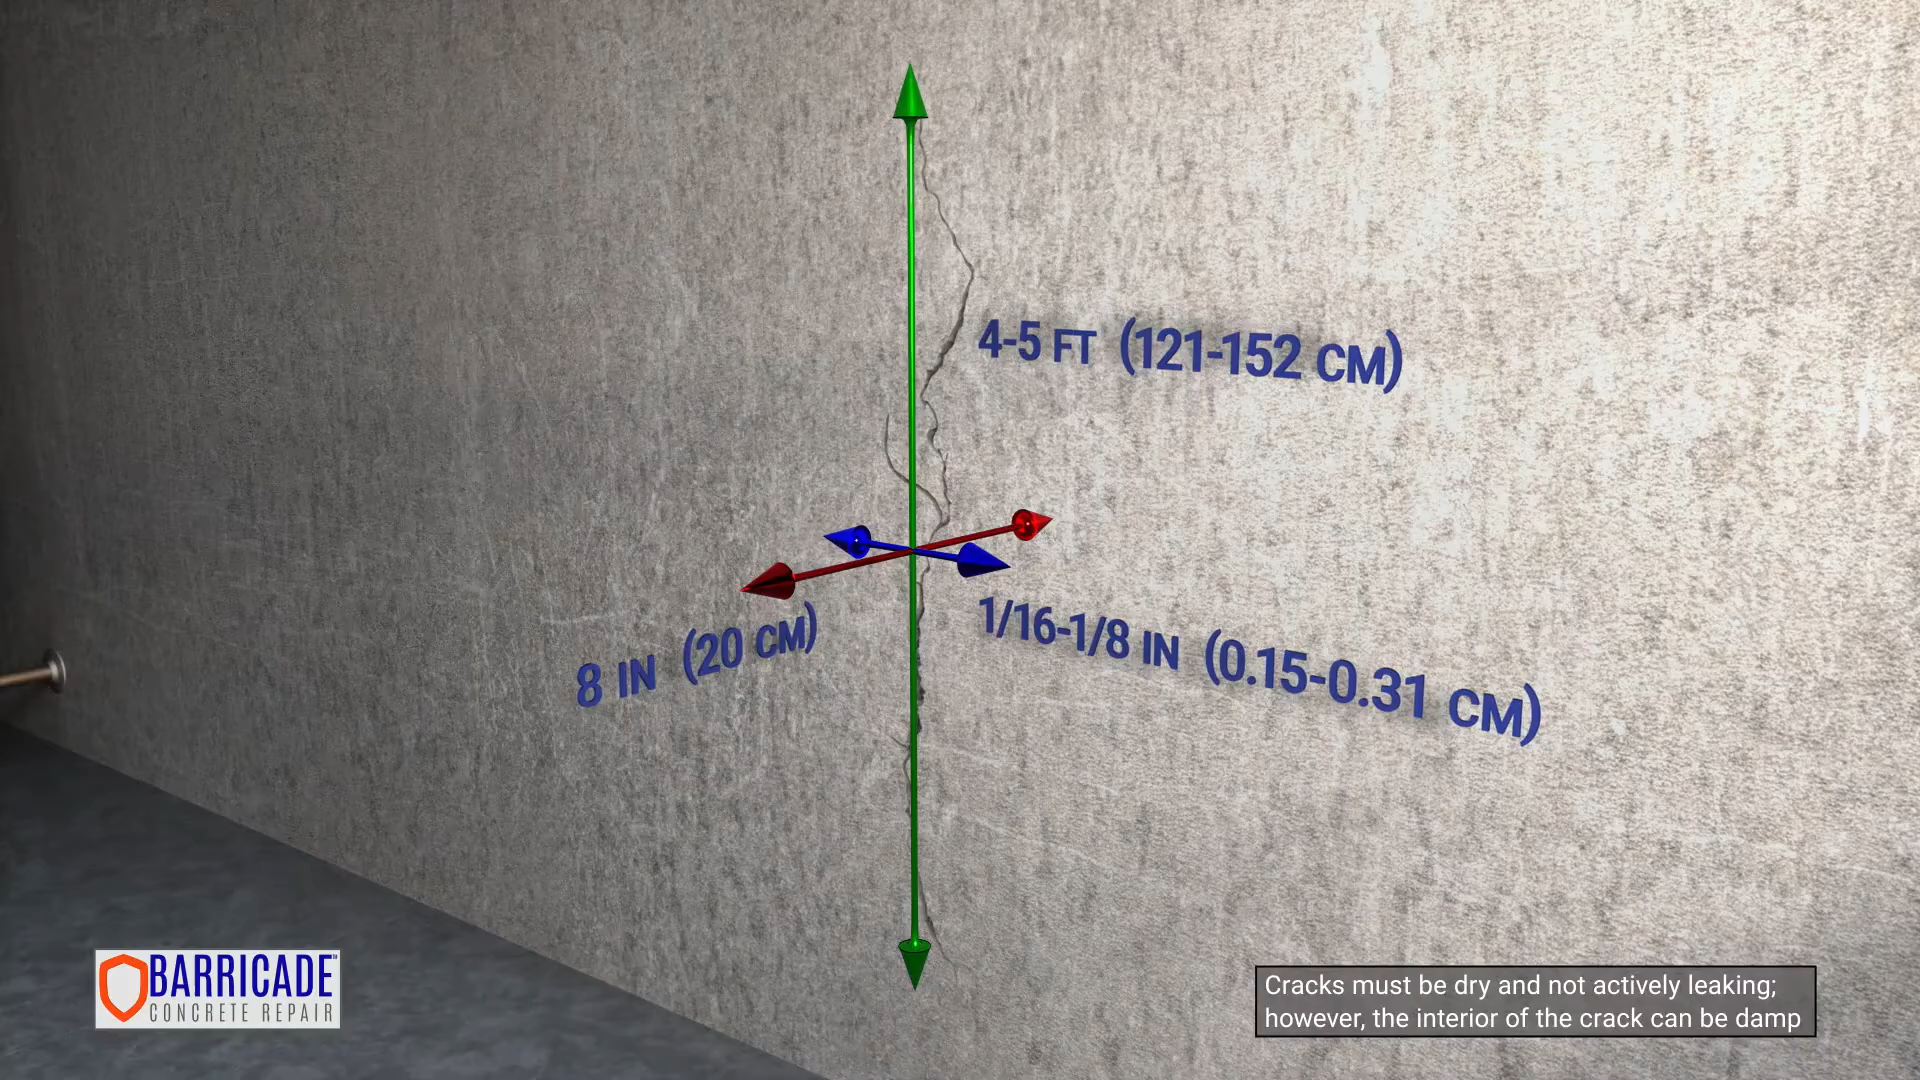 4-5 FT (121-152 CM)
8 IN (20 CM)
1/16-1/8 IN (0.15-0.31 CM)
BARRICADE™
CONCRETE REPAIR
Cracks must be dry and not actively leaking;
however, the interior of the crack can be damp